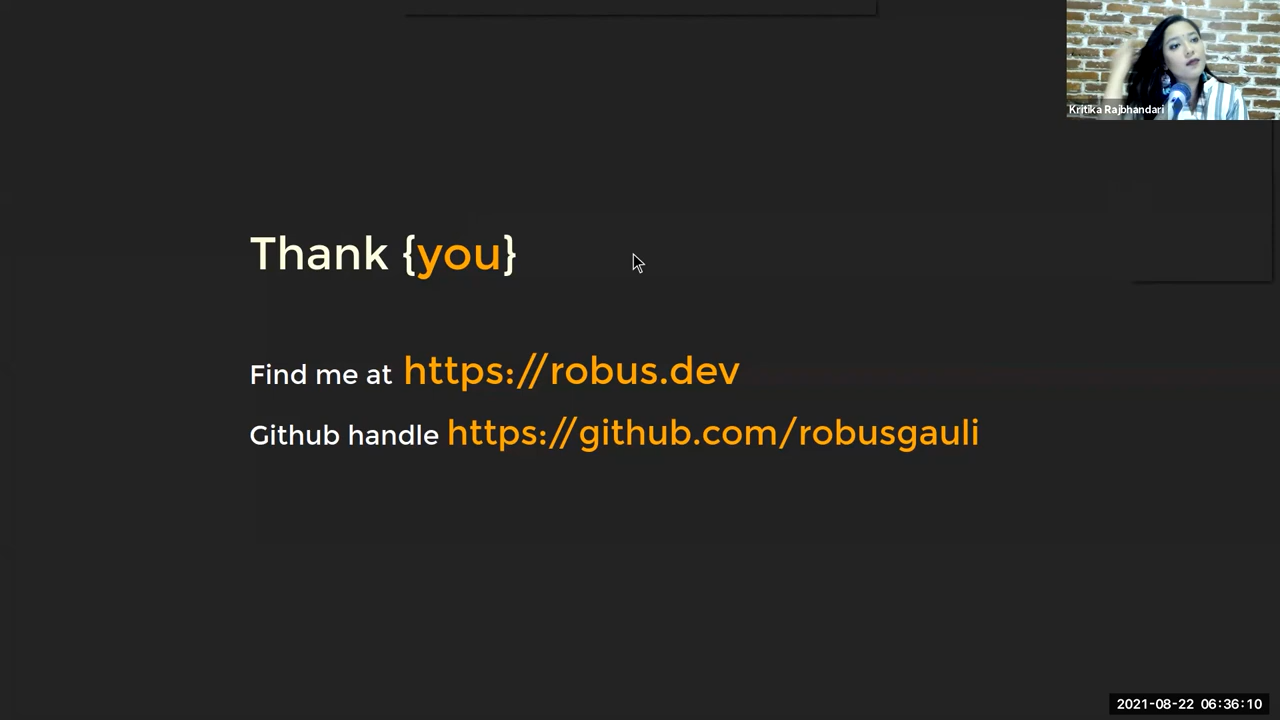 Kritika Rajbhandari
Thank {you}
Find me at https://robus.dev
Github handle https://github.com/robusgauli
2021-08-22 06:36:10